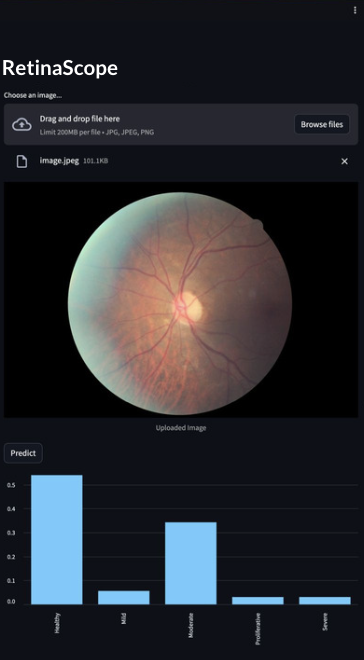 RetinaScope
Choose an image...
Drag and drop file here
Limit 200MB per file • JPG, JPEG, PNG
Browse files
image.jpeg 101.1KB
Uploaded Image
Predict
0.5
0.4
0.3
0.2
0.1
0.0
Healthy
Mild
Moderate
Proliferative
Severe